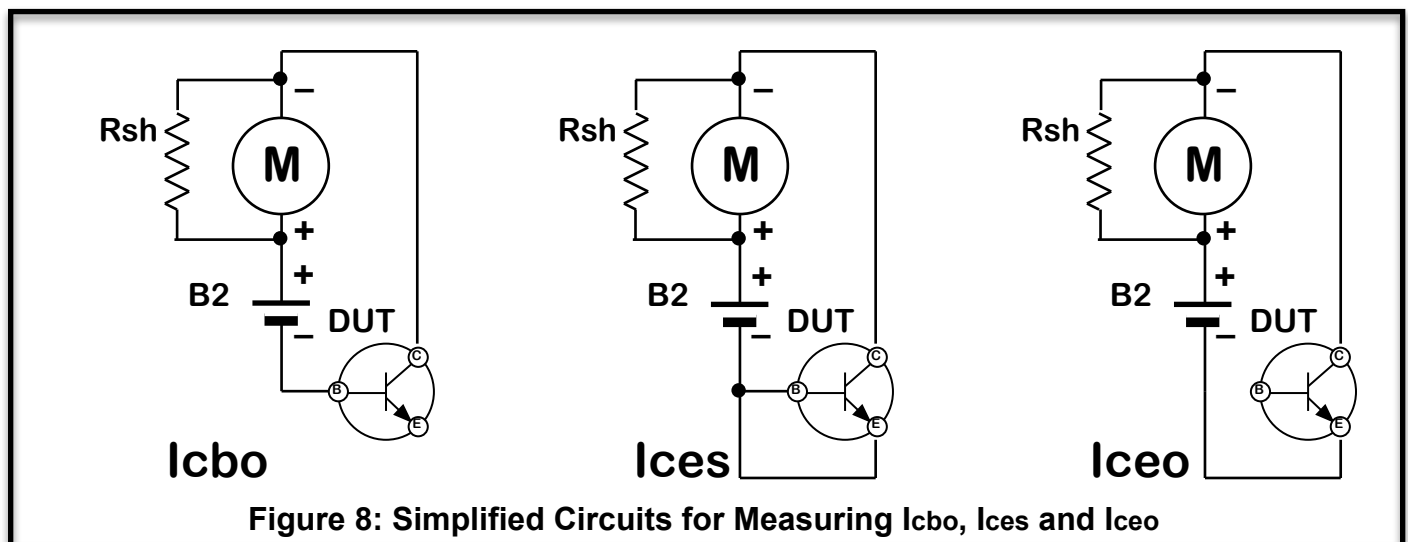 Rsh
M
−
+
+
B2
−
DUT
C
B
E
Icbo
Rsh
M
−
+
+
B2
−
DUT
C
B
E
Ices
Rsh
M
−
+
+
B2
−
DUT
C
B
E
Iceo
Figure 8: Simplified Circuits for Measuring Icbo, Ices and Iceo